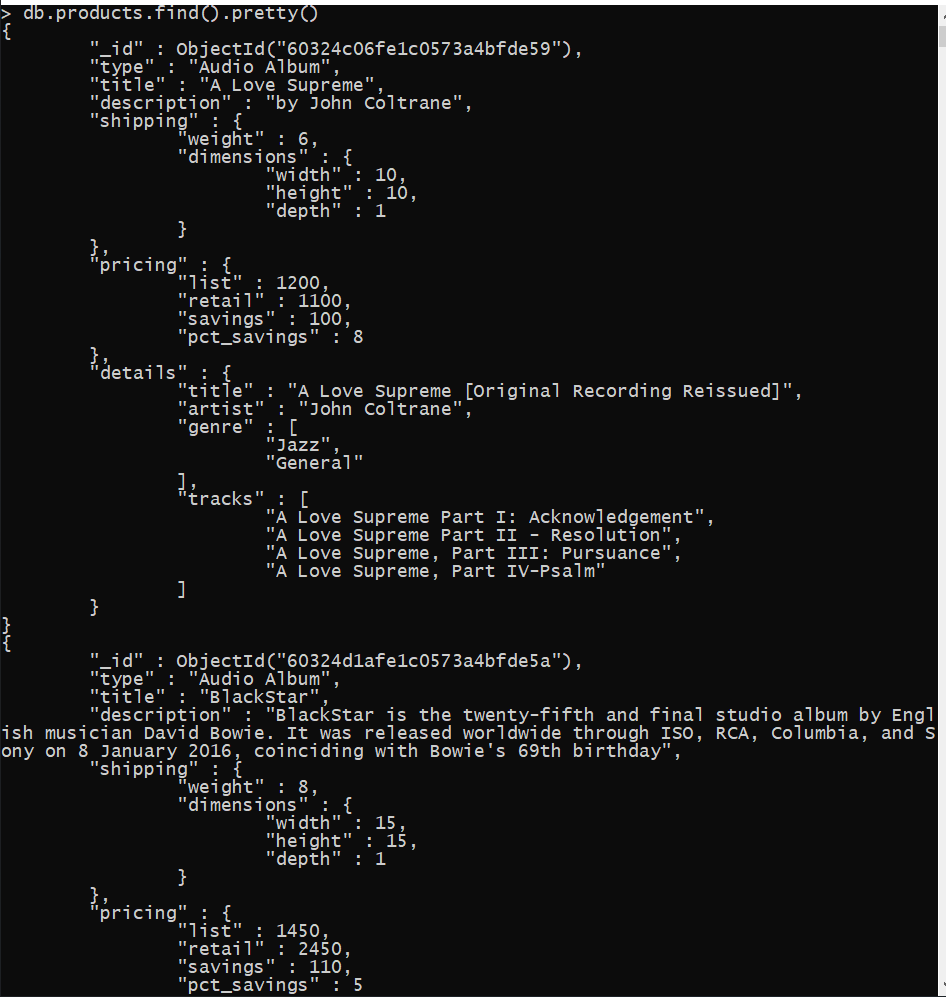 > db.products.find().pretty()
{
        "_id" : ObjectId("60324c06fe1c0573a4bfde59"),
        "type" : "Audio Album",
        "title" : "A Love Supreme",
        "description" : "by John Coltrane",
        "shipping" : {
                "weight" : 6,
                "dimensions" : {
                        "width" : 10,
                        "height" : 10,
                        "depth" : 1
                }
        },
        "pricing" : {
                "list" : 1200,
                "retail" : 1100,
                "savings" : 100,
                "pct_savings" : 8
        },
        "details" : {
                "title" : "A Love Supreme [Original Recording Reissued]",
                "artist" : "John Coltrane",
                "genre" : [
                        "Jazz",
                        "General"
                ],
                "tracks" : [
                        "A Love Supreme Part I: Acknowledgement",
                        "A Love Supreme Part II - Resolution",
                        "A Love Supreme, Part III: Pursuance",
                        "A Love Supreme, Part IV-Psalm"
                ]
        }
}
{
        "_id" : ObjectId("60324d1afe1c0573a4bfde5a"),
        "type" : "Audio Album",
        "title" : "BlackStar",
        "description" : "BlackStar is the twenty-fifth and final studio album by Engl
ish musician David Bowie. It was released worldwide through ISO, RCA, Columbia, and S
ony on 8 January 2016, coinciding with Bowie's 69th birthday",
        "shipping" : {
                "weight" : 8,
                "dimensions" : {
                        "width" : 15,
                        "height" : 15,
                        "depth" : 1
                }
        },
        "pricing" : {
                "list" : 1450,
                "retail" : 2450,
                "savings" : 110,
                "pct_savings" : 5